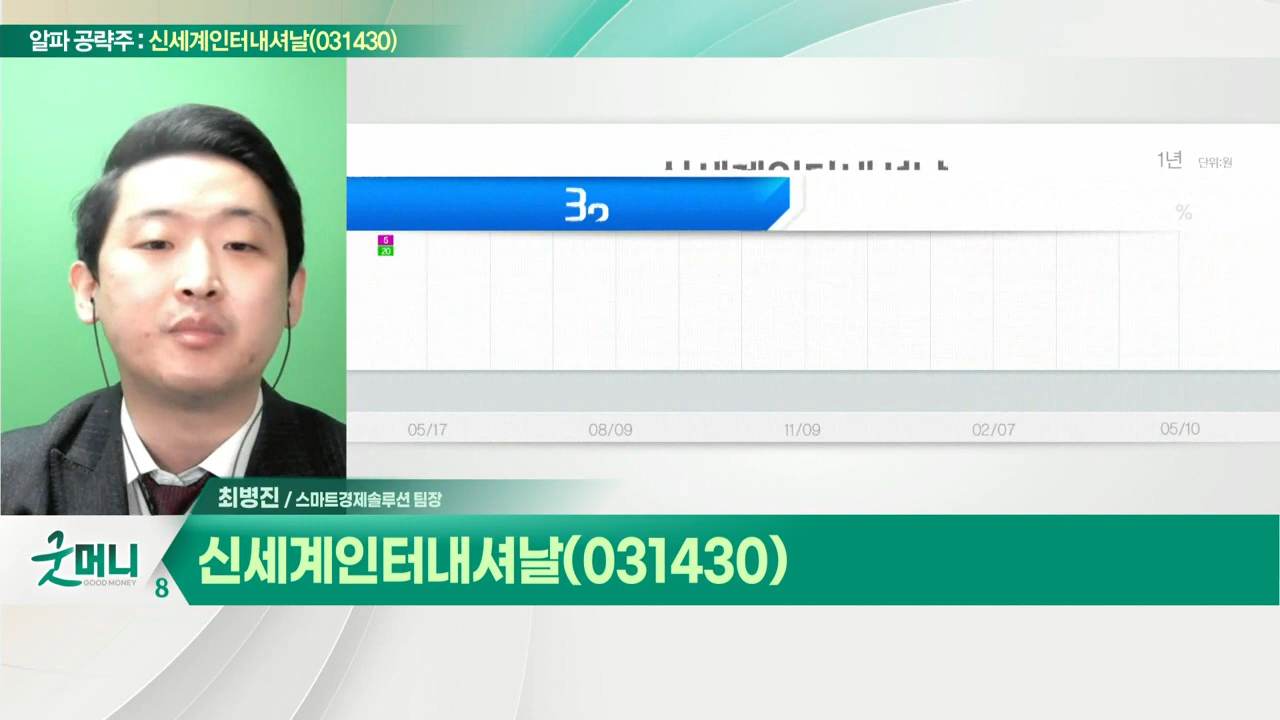 알파 공략주 : 신세계인터내셔날(031430)
1년 단위:원
%
5
20
05/17 08/09 11/09 02/07 05/10
최병진 / 스마트경제솔루션 팀장
굿머니
GOOD MONEY
8
신세계인터내셔날(031430)